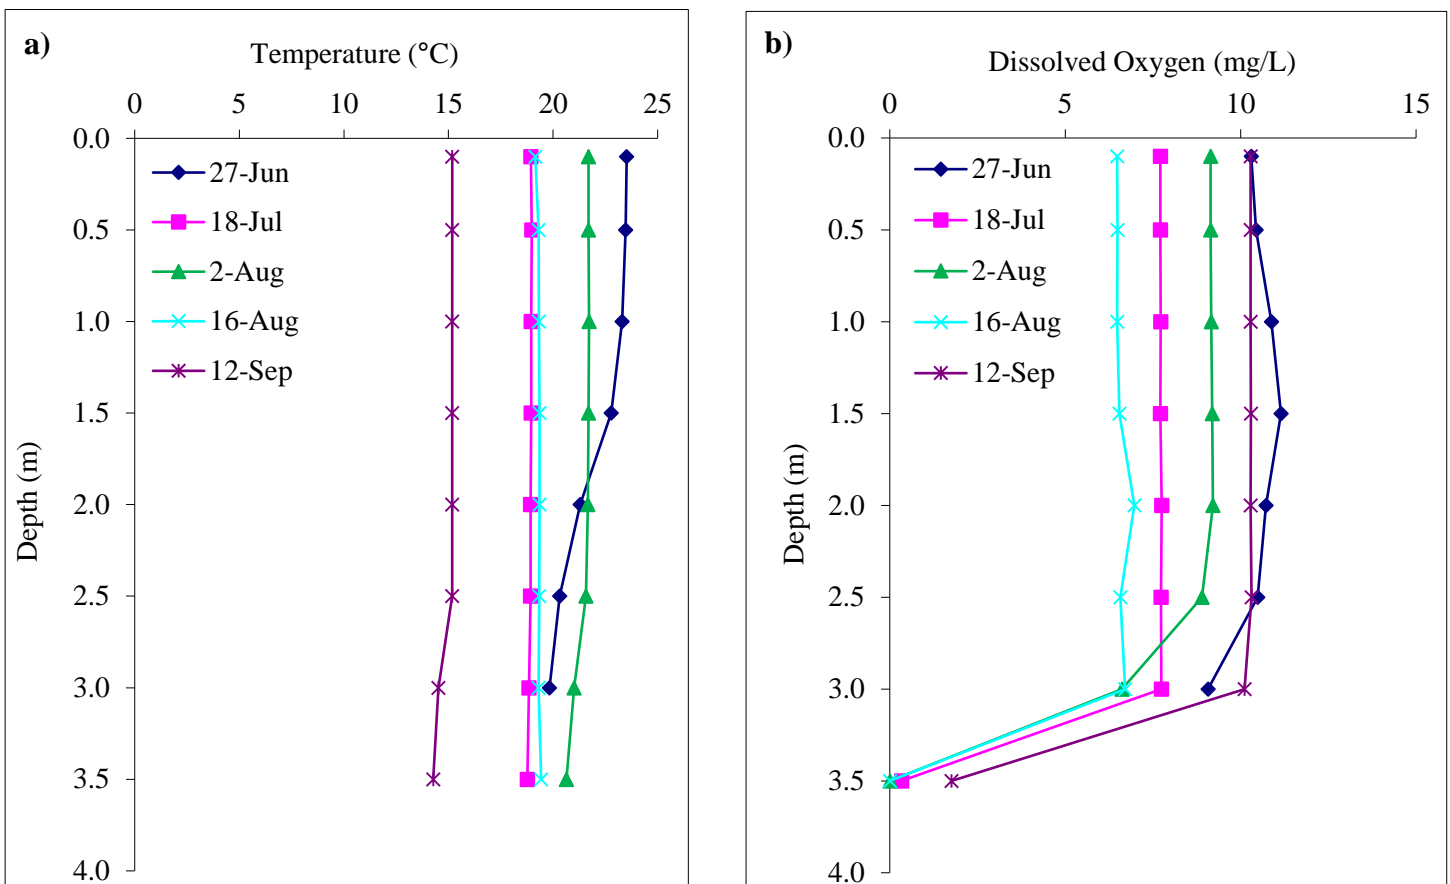 a)
Temperature (°C)
0 5 10 15 20 25
0.0
0.5
1.0
1.5
2.0
2.5
3.0
3.5
4.0
Depth (m)
27-Jun
18-Jul
2-Aug
16-Aug
12-Sep
b)
Dissolved Oxygen (mg/L)
0 5 10 15
0.0
0.5
1.0
1.5
2.0
2.5
3.0
3.5
4.0
Depth (m)
27-Jun
18-Jul
2-Aug
16-Aug
12-Sep